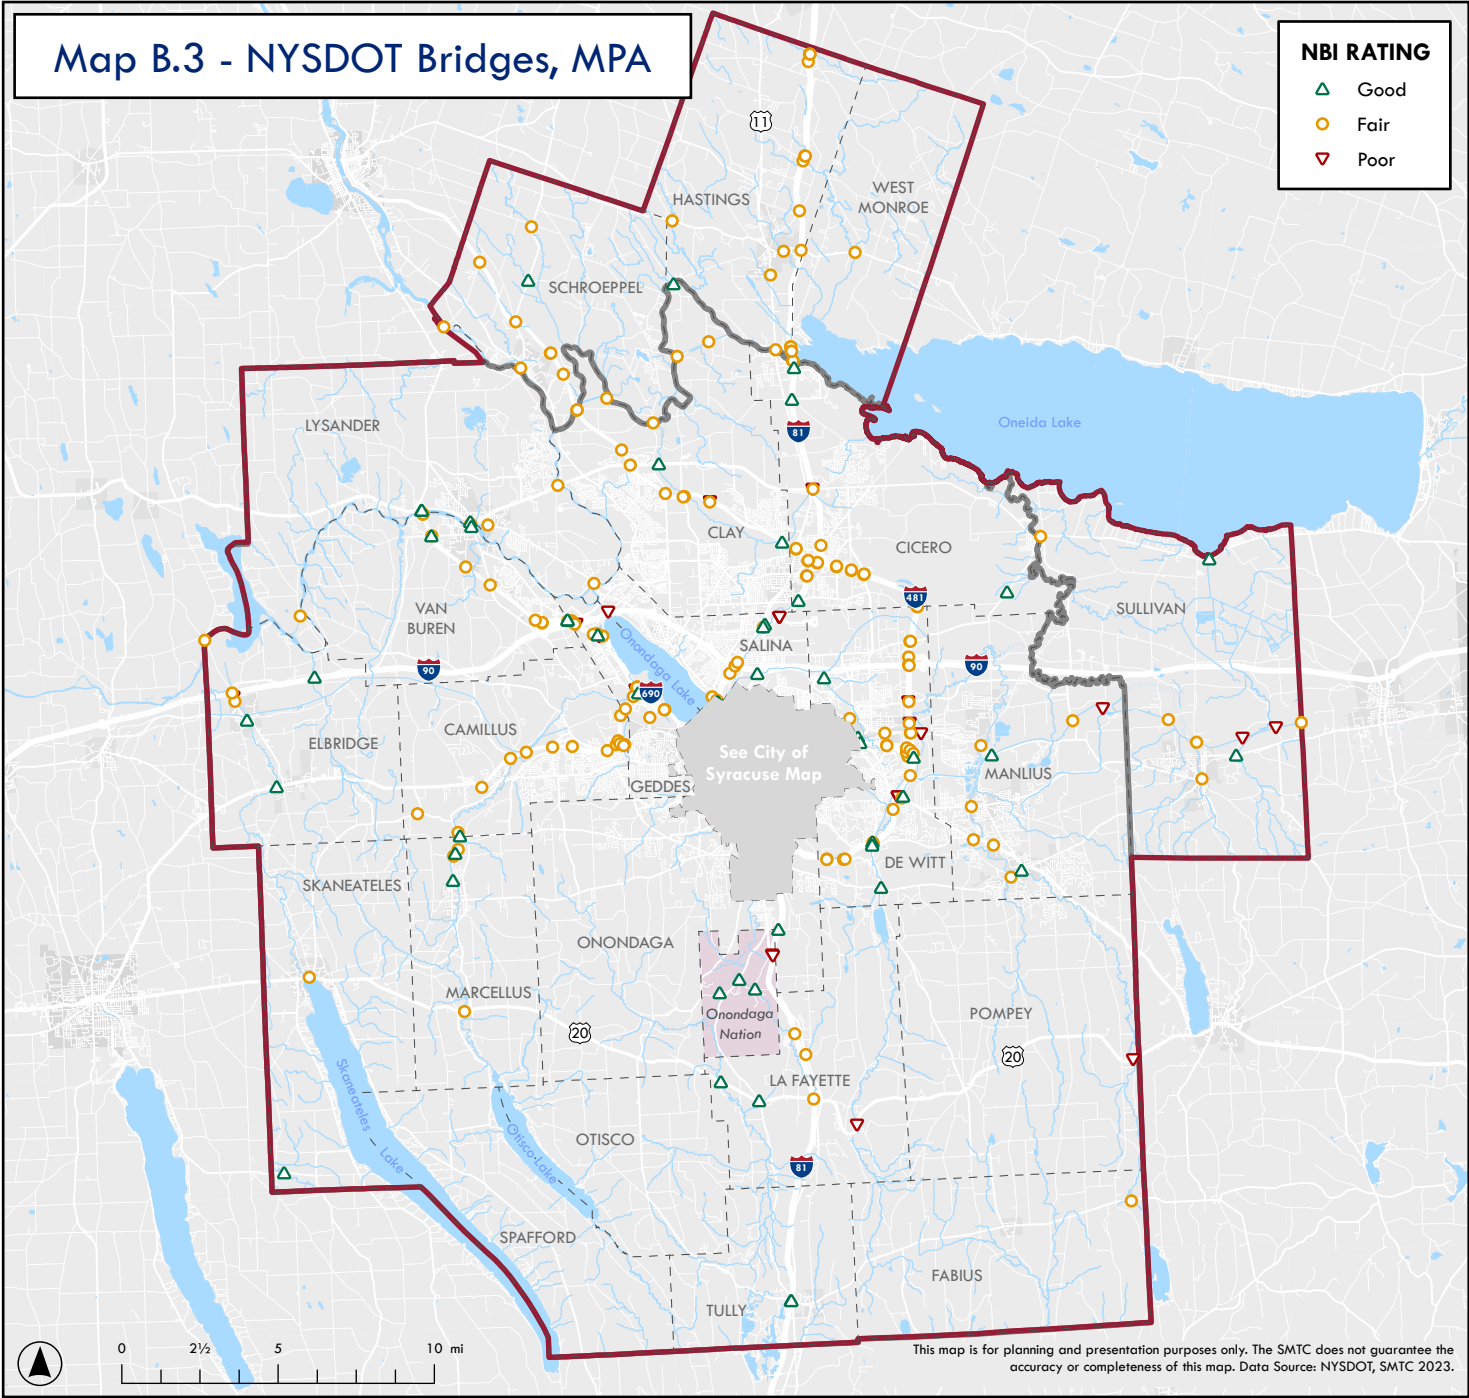 Map B.3 - NYSDOT Bridges, MPA
NBI RATING
Good
Fair
Poor
11
HASTINGS
WEST
MONROE
SCHROEPPEL
LYSANDER
Oneida Lake
81
CLAY
CICERO
481
VAN
BUREN
SULLIVAN
SALINA
Onondaga Lake
90
90
690
CAMILLUS
ELBRIDGE
See City of
Syracuse Map
GEDDES
MANLIUS
DE WITT
SKANEATELES
ONONDAGA
MARCELLUS
Onondaga
Nation
POMPEY
20
20
LA FAYETTE
Skaneateles
Lake
Otisco Lake
OTISCO
81
SPAFFORD
FABIUS
TULLY
0 2½ 5 10 mi
This map is for planning and presentation purposes only. The SMTC does not guarantee the
accuracy or completeness of this map. Data Source: NYSDOT, SMTC 2023.